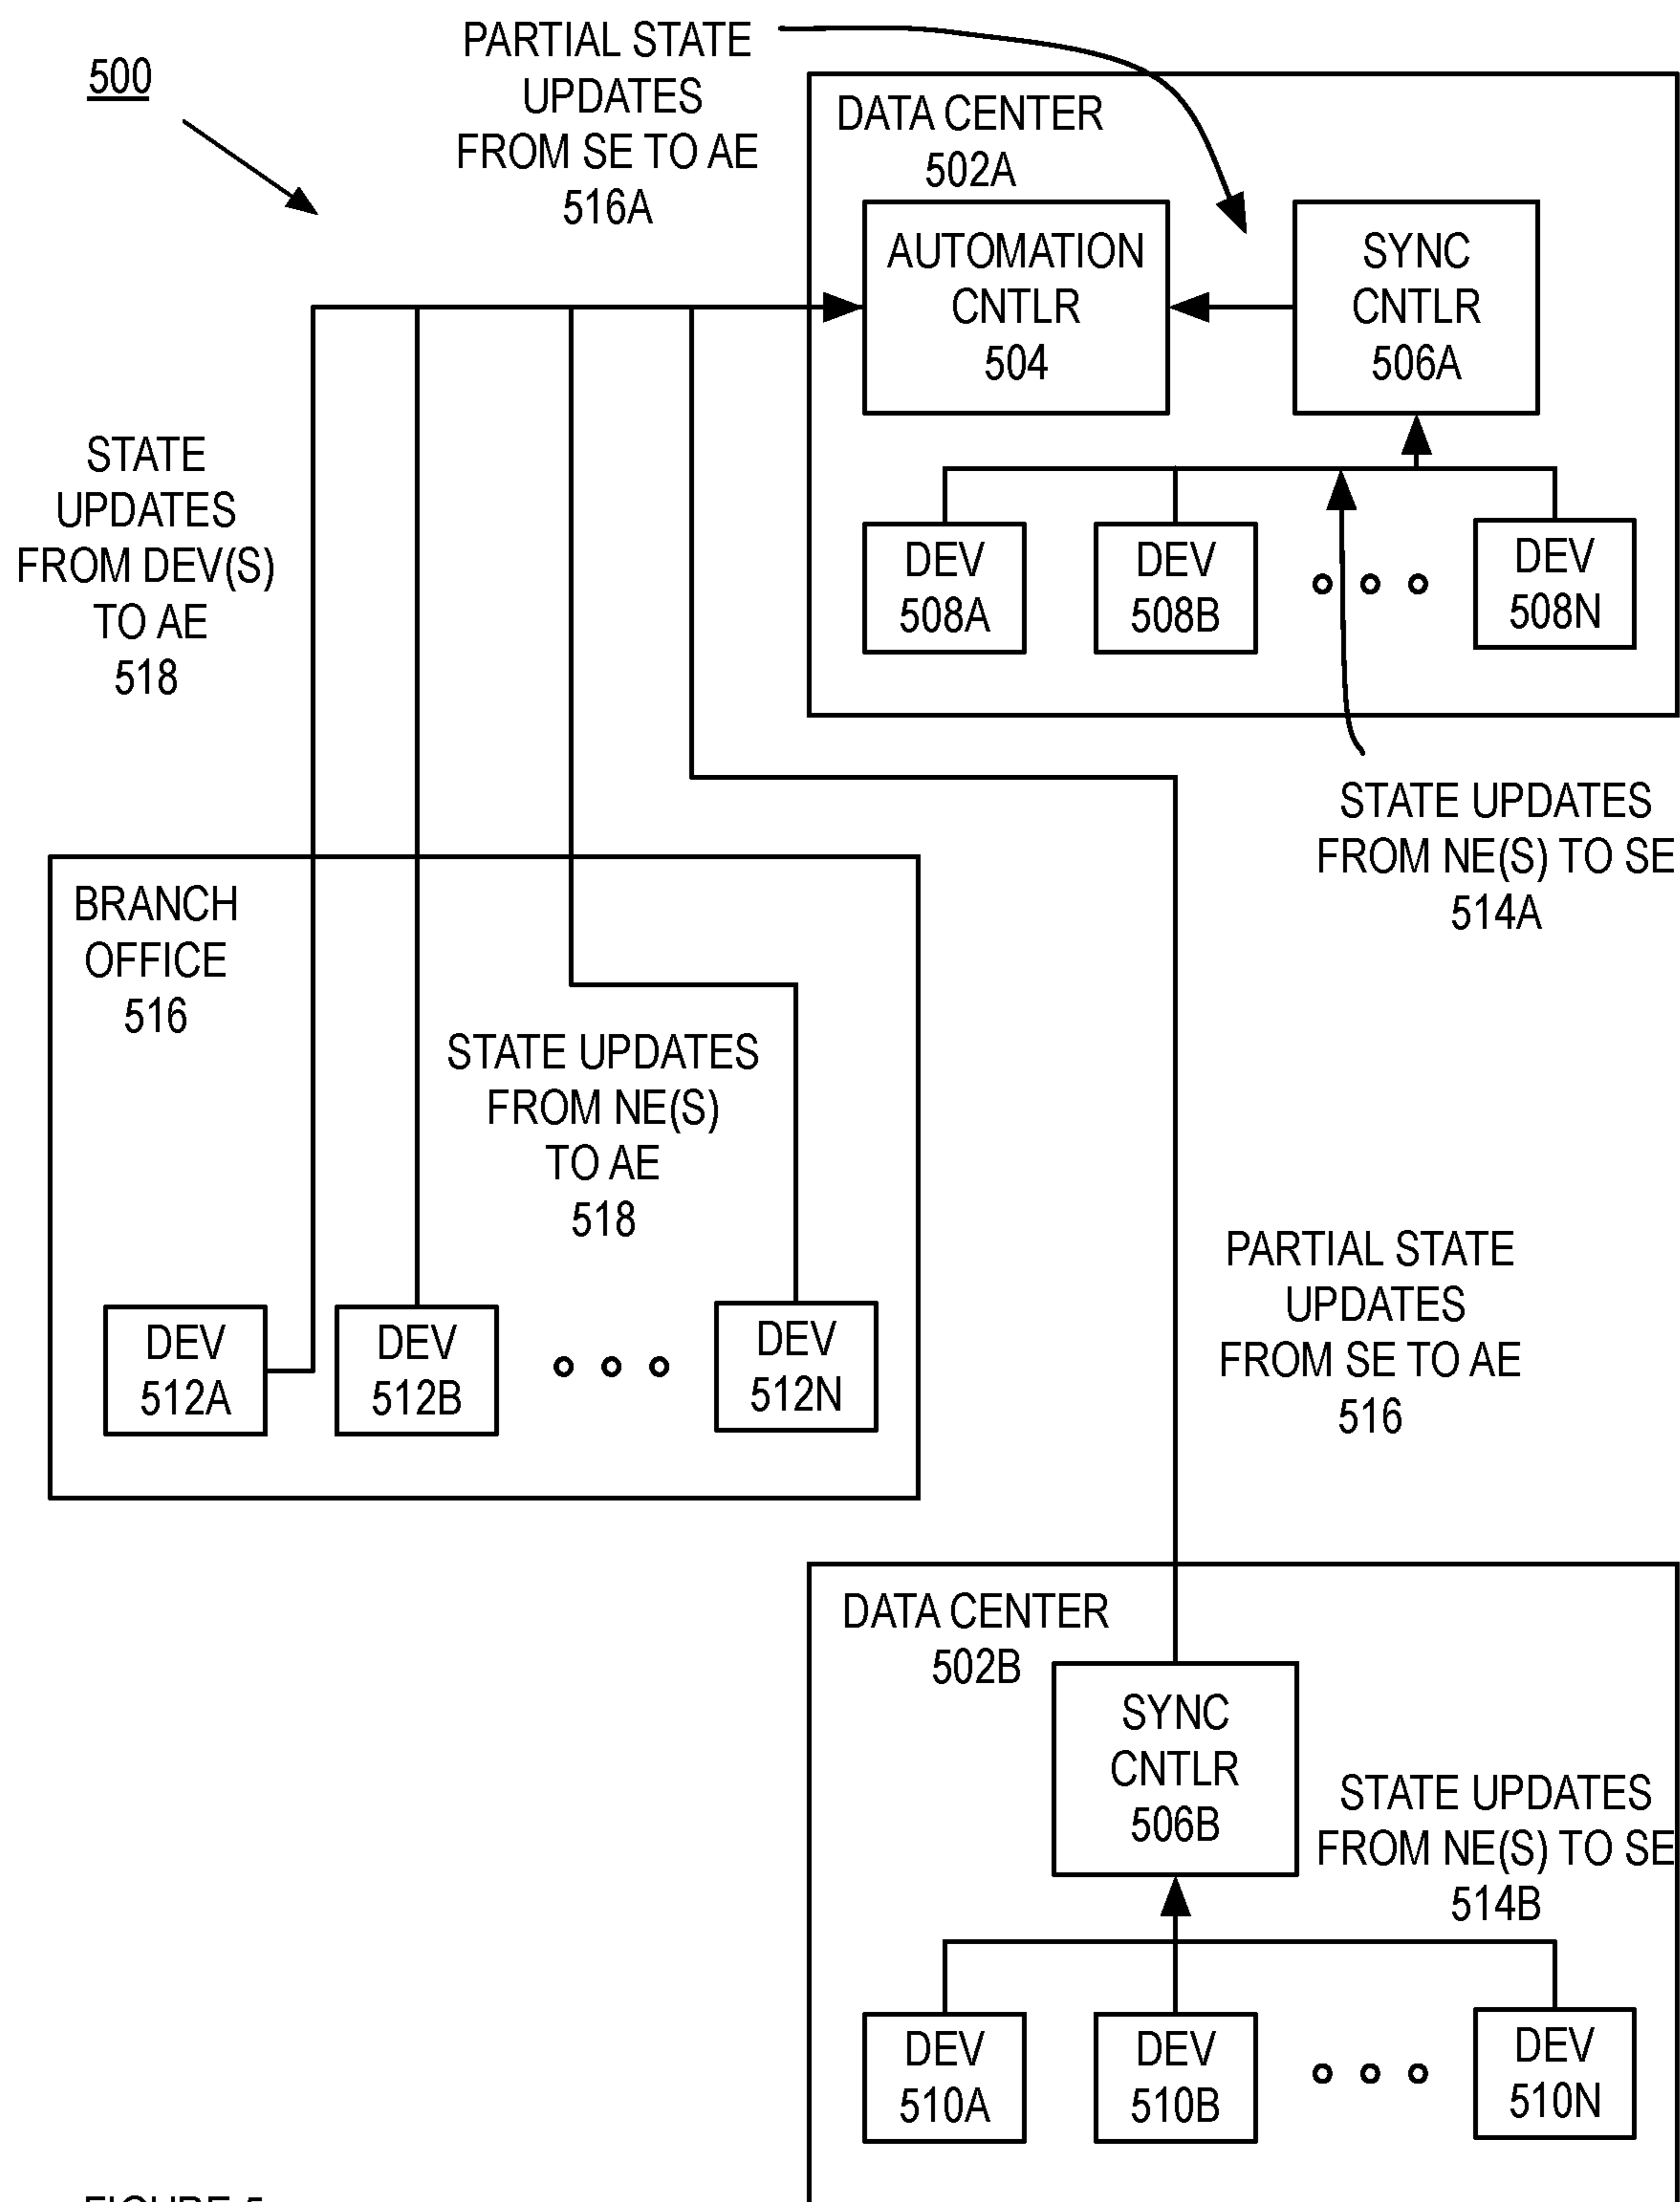 500
PARTIAL STATE
UPDATES
FROM SE TO AE
516A
DATA CENTER
502A
AUTOMATION
CNTLR
504
SYNC
CNTLR
506A
STATE
UPDATES
FROM DEV(S)
TO AE
518
DEV
508A
DEV
508B
DEV
508N
STATE UPDATES
FROM NE(S) TO SE
514A
BRANCH
OFFICE
516
STATE UPDATES
FROM NE(S)
TO AE
518
DEV
512A
DEV
512B
DEV
512N
PARTIAL STATE
UPDATES
FROM SE TO AE
516
DATA CENTER
502B
SYNC
CNTLR
506B
STATE UPDATES
FROM NE(S) TO SE
514B
DEV
510A
DEV
510B
DEV
510N
FIGURE 5